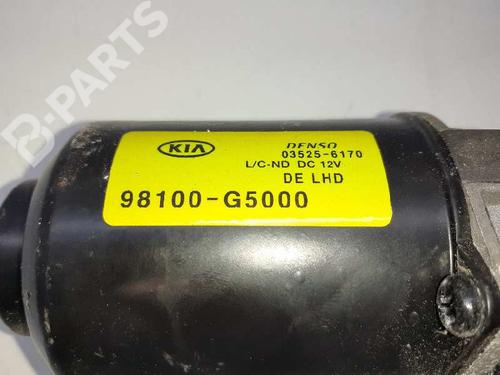 B-PARTS
KIA
DENSO
03525-6170
L/C-ND DC 12V
DE LHD
98100-G5000